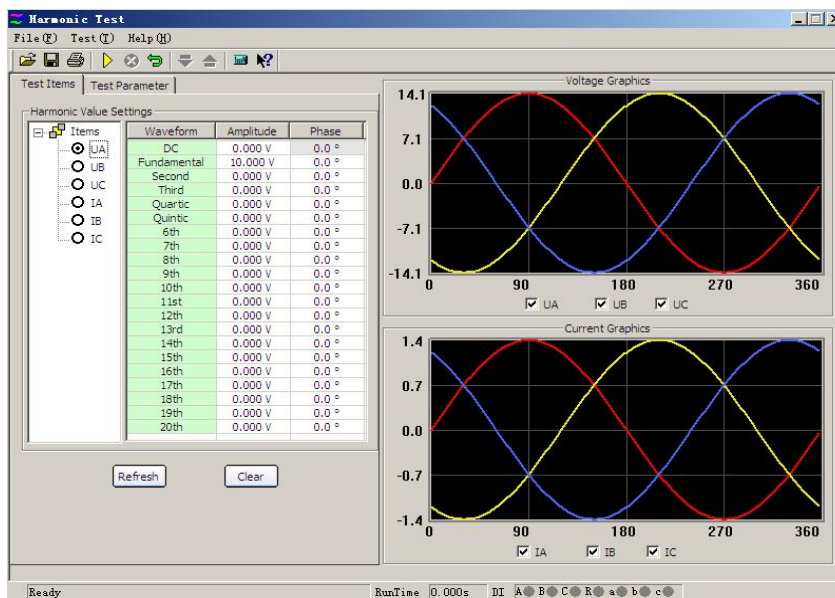 Harmonic Test
File(F) Test(T) Help(H)
Test Items Test Parameter
Harmonic Value Settings
Items
UA
UB
UC
IA
IB
IC
Waveform Amplitude Phase
DC 0.000 V 0.0 °
Fundamental 10.000 V 0.0 °
Second 0.000 V 0.0 °
Third 0.000 V 0.0 °
Quartic 0.000 V 0.0 °
Quintic 0.000 V 0.0 °
6th 0.000 V 0.0 °
7th 0.000 V 0.0 °
8th 0.000 V 0.0 °
9th 0.000 V 0.0 °
10th 0.000 V 0.0 °
11st 0.000 V 0.0 °
12th 0.000 V 0.0 °
13rd 0.000 V 0.0 °
14th 0.000 V 0.0 °
15th 0.000 V 0.0 °
16th 0.000 V 0.0 °
17th 0.000 V 0.0 °
18th 0.000 V 0.0 °
19th 0.000 V 0.0 °
20th 0.000 V 0.0 °
Refresh Clear
Voltage Graphics
14.1
7.1
0.0
-7.1
-14.1
0 90 180 270 360
UA UB UC
Current Graphics
1.4
0.7
0.0
-0.7
-1.4
0 90 180 270 360
IA IB IC
Ready RunTime 0.000s DI A B C R a b c